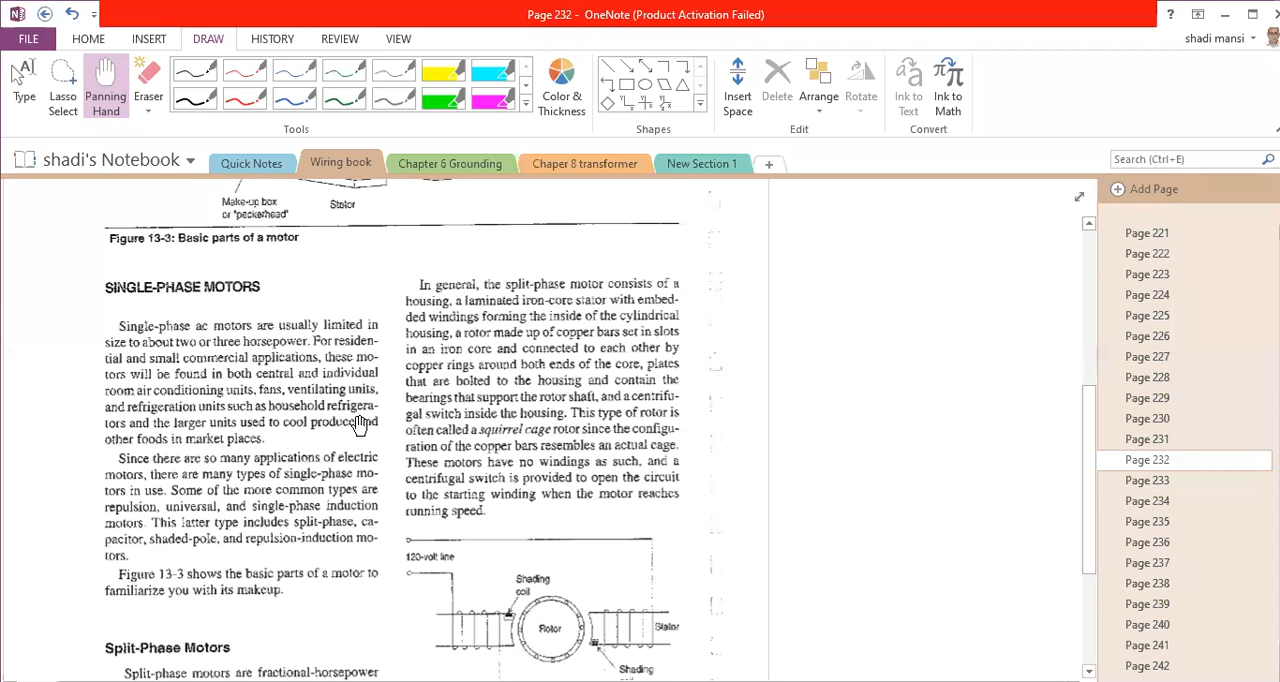 Page 232 - OneNote (Product Activation Failed)
FILE HOME INSERT DRAW HISTORY REVIEW VIEW
shadi mansi
Type
Lasso Select
Panning Hand
Eraser
Color & Thickness
Insert Space
Delete
Arrange
Rotate
Ink to Text
Ink to Math
Tools
Shapes
Edit
Convert
shadi's Notebook
Quick Notes
Wiring book
Chapter 6 Grounding
Chaper 8 transformer
New Section 1
Search (Ctrl+E)
Add Page
Page 221
Page 222
Page 223
Page 224
Page 225
Page 226
Page 227
Page 228
Page 229
Page 230
Page 231
Page 232
Page 233
Page 234
Page 235
Page 236
Page 237
Page 238
Page 239
Page 240
Page 241
Page 242
Make-up box
or "peckerhead"
Stator
Figure 13-3: Basic parts of a motor
SINGLE-PHASE MOTORS
Single-phase ac motors are usually limited in
size to about two or three horsepower. For residen-
tial and small commercial applications, these mo-
tors will be found in both central and individual
room air conditioning units, fans, ventilating units,
and refrigeration units such as household refrigera-
tors and the larger units used to cool produce and
other foods in market places.
Since there are so many applications of electric
motors, there are many types of single-phase mo-
tors in use. Some of the more common types are
repulsion, universal, and single-phase induction
motors. This latter type includes split-phase, ca-
pacitor, shaded-pole, and repulsion-induction mo-
tors.
Figure 13-3 shows the basic parts of a motor to
familiarize you with its makeup.
Split-Phase Motors
Split-phase motors are fractional-horsepower
In general, the split-phase motor consists of a
housing, a laminated iron-core stator with embed-
ded windings forming the inside of the cylindrical
housing, a rotor made up of copper bars set in slots
in an iron core and connected to each other by
copper rings around both ends of the core, plates
that are bolted to the housing and contain the
bearings that support the rotor shaft, and a centrifu-
gal switch inside the housing. This type of rotor is
often called a squirrel cage rotor since the configu-
ration of the copper bars resembles an actual cage.
These motors have no windings as such, and a
centrifugal switch is provided to open the circuit
to the starting winding when the motor reaches
running speed.
120-volt line
Shading
coil
Rotor
Stator
Shading